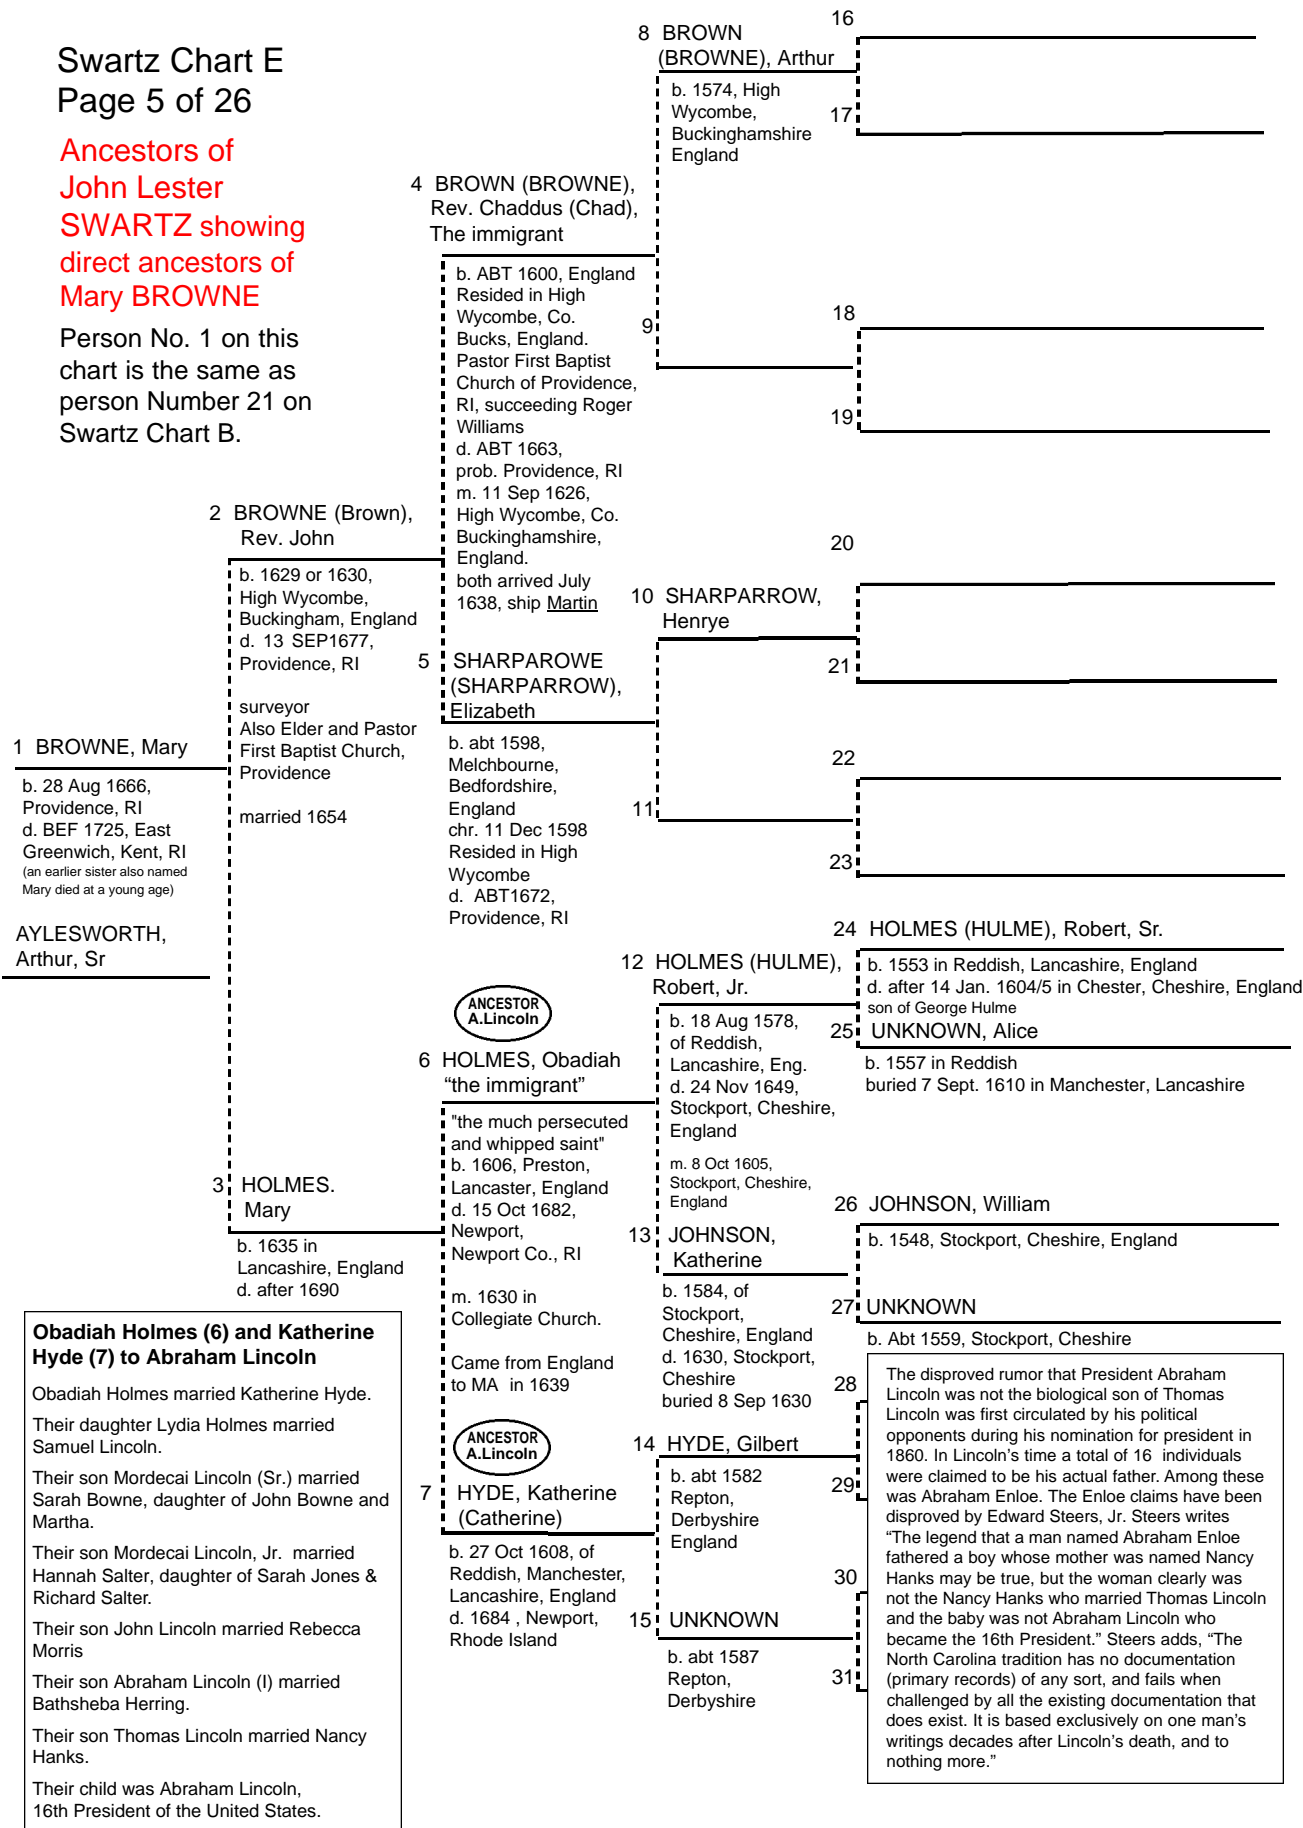 Swartz Chart E
Page 5 of 26
Ancestors of
John Lester
SWARTZ showing
direct ancestors of
Mary BROWNE
Person No. 1 on this
chart is the same as
person Number 21 on
Swartz Chart B.
1 BROWNE, Mary
b. 28 Aug 1666,
Providence, RI
d. BEF 1725, East
Greenwich, Kent, RI
(an earlier sister also named
Mary died at a young age)
AYLESWORTH,
Arthur, Sr
2 BROWNE (Brown),
Rev. John
b. 1629 or 1630,
High Wycombe,
Buckingham, England
d. 13 SEP1677,
Providence, RI
surveyor
Also Elder and Pastor
First Baptist Church,
Providence
married 1654
3 HOLMES.
Mary
b. 1635 in
Lancashire, England
d. after 1690
4 BROWN (BROWNE),
Rev. Chaddus (Chad),
The immigrant
b. ABT 1600, England
Resided in High
Wycombe, Co.
Bucks, England.
Pastor First Baptist
Church of Providence,
RI, succeeding Roger
Williams
d. ABT 1663,
prob. Providence, RI
m. 11 Sep 1626,
High Wycombe, Co.
Buckinghamshire,
England.
both arrived July
1638, ship Martin
5 SHARPAROWE
(SHARPARROW),
Elizabeth
b. abt 1598,
Melchbourne,
Bedfordshire,
England
chr. 11 Dec 1598
Resided in High
Wycombe
d. ABT1672,
Providence, RI
ANCESTOR
A.Lincoln
6 HOLMES, Obadiah
“the immigrant”
"the much persecuted
and whipped saint"
b. 1606, Preston,
Lancaster, England
d. 15 Oct 1682,
Newport,
Newport Co., RI
m. 1630 in
Collegiate Church.
Came from England
to MA in 1639
ANCESTOR
A.Lincoln
7 HYDE, Katherine
(Catherine)
b. 27 Oct 1608, of
Reddish, Manchester,
Lancashire, England
d. 1684 , Newport,
Rhode Island
8 BROWN
(BROWNE), Arthur
b. 1574, High
Wycombe,
Buckinghamshire
England
9
10 SHARPARROW,
Henrye
11
12 HOLMES (HULME),
Robert, Jr.
b. 18 Aug 1578,
of Reddish,
Lancashire, Eng.
d. 24 Nov 1649,
Stockport, Cheshire,
England
m. 8 Oct 1605,
Stockport, Cheshire,
England
13 JOHNSON,
Katherine
b. 1584, of
Stockport,
Cheshire, England
d. 1630, Stockport,
Cheshire
buried 8 Sep 1630
14 HYDE, Gilbert
b. abt 1582
Repton,
Derbyshire
England
15 UNKNOWN
b. abt 1587
Repton,
Derbyshire
16
17
18
19
20
21
22
23
24 HOLMES (HULME), Robert, Sr.
b. 1553 in Reddish, Lancashire, England
d. after 14 Jan. 1604/5 in Chester, Cheshire, England
son of George Hulme
25 UNKNOWN, Alice
b. 1557 in Reddish
buried 7 Sept. 1610 in Manchester, Lancashire
26 JOHNSON, William
b. 1548, Stockport, Cheshire, England
27 UNKNOWN
b. Abt 1559, Stockport, Cheshire
28
29
30
31
Obadiah Holmes (6) and Katherine
Hyde (7) to Abraham Lincoln
Obadiah Holmes married Katherine Hyde.
Their daughter Lydia Holmes married
Samuel Lincoln.
Their son Mordecai Lincoln (Sr.) married
Sarah Bowne, daughter of John Bowne and
Martha.
Their son Mordecai Lincoln, Jr. married
Hannah Salter, daughter of Sarah Jones &
Richard Salter.
Their son John Lincoln married Rebecca
Morris
Their son Abraham Lincoln (I) married
Bathsheba Herring.
Their son Thomas Lincoln married Nancy
Hanks.
Their child was Abraham Lincoln,
16th President of the United States.
The disproved rumor that President Abraham
Lincoln was not the biological son of Thomas
Lincoln was first circulated by his political
opponents during his nomination for president in
1860. In Lincoln’s time a total of 16 individuals
were claimed to be his actual father. Among these
was Abraham Enloe. The Enloe claims have been
disproved by Edward Steers, Jr. Steers writes
“The legend that a man named Abraham Enloe
fathered a boy whose mother was named Nancy
Hanks may be true, but the woman clearly was
not the Nancy Hanks who married Thomas Lincoln
and the baby was not Abraham Lincoln who
became the 16th President.” Steers adds, “The
North Carolina tradition has no documentation
(primary records) of any sort, and fails when
challenged by all the existing documentation that
does exist. It is based exclusively on one man’s
writings decades after Lincoln’s death, and to
nothing more.”